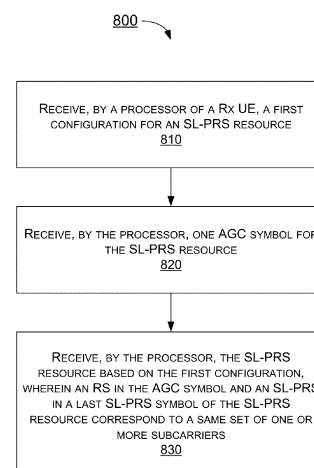 800
RECEIVE, BY A PROCESSOR OF A RX UE, A FIRST
CONFIGURATION FOR AN SL-PRS RESOURCE
810
RECEIVE, BY THE PROCESSOR, ONE AGC SYMBOL FOR
THE SL-PRS RESOURCE
820
RECEIVE, BY THE PROCESSOR, THE SL-PRS
RESOURCE BASED ON THE FIRST CONFIGURATION,
WHEREIN AN RS IN THE AGC SYMBOL AND AN SL-PRS
IN A LAST SL-PRS SYMBOL OF THE SL-PRS
RESOURCE CORRESPOND TO A SAME SET OF ONE OR
MORE SUBCARRIERS
830